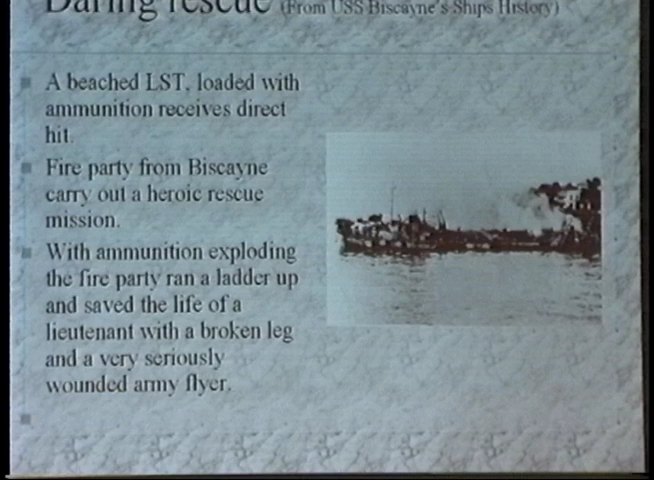 Daring rescue (From USS Biscayne's Ships History)
A beached LST, loaded with
ammunition receives direct
hit.
Fire party from Biscayne
carry out a heroic rescue
mission.
With ammunition exploding
the fire party ran a ladder up
and saved the life of a
lieutenant with a broken leg
and a very seriously
wounded army flyer.